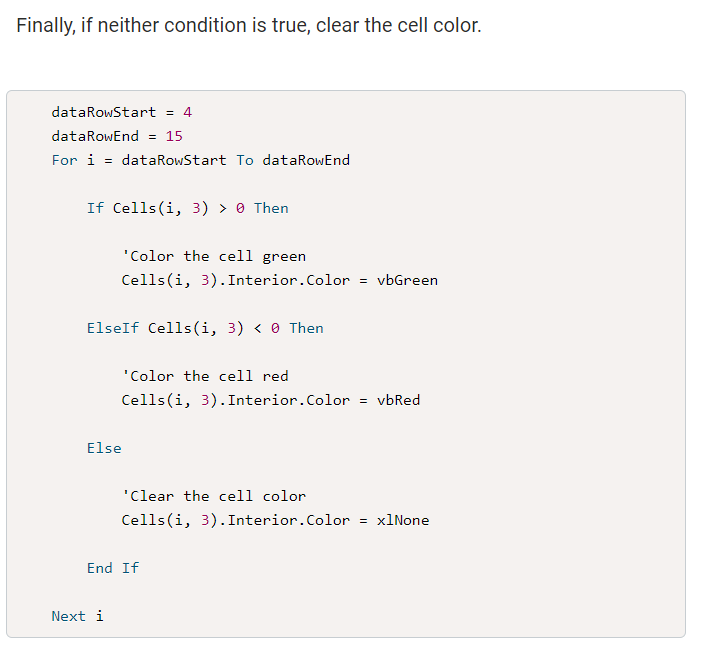 Finally, if neither condition is true, clear the cell color.
dataRowStart = 4
dataRowEnd = 15
For i = dataRowStart To dataRowEnd
If Cells(i, 3) > 0 Then
'Color the cell green
Cells(i, 3).Interior.Color = vbGreen
ElseIf Cells(i, 3) < 0 Then
'Color the cell red
Cells(i, 3).Interior.Color = vbRed
Else
'Clear the cell color
Cells(i, 3).Interior.Color = xlNone
End If
Next i